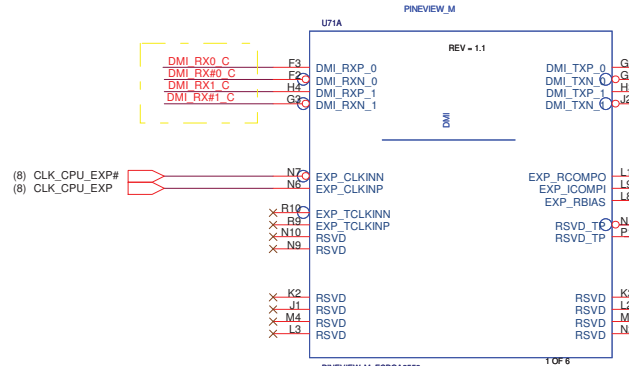 PINEVIEW_M
U71A
REV = 1.1
DMI_RX0_C F3 DMI_RXP_0 DMI_TXP_0
DMI_RX#0_C F2 DMI_RXN_0 DMI_TXN_0
DMI_RX1_C H4 DMI_RXP_1 DMI_TXP_1
DMI_RX#1_C G3 DMI_RXN_1 DMI_TXN_1
DMI
(8) CLK_CPU_EXP# N7 EXP_CLKINN EXP_RCOMPO
(8) CLK_CPU_EXP N6 EXP_CLKINP EXP_ICOMPI
EXP_RBIAS
R10 EXP_TCLKINN
R9 EXP_TCLKINP RSVD_TP
N10 RSVD RSVD_TP
N9 RSVD
K2 RSVD RSVD
J1 RSVD RSVD
M4 RSVD RSVD
L3 RSVD RSVD
1 OF 6